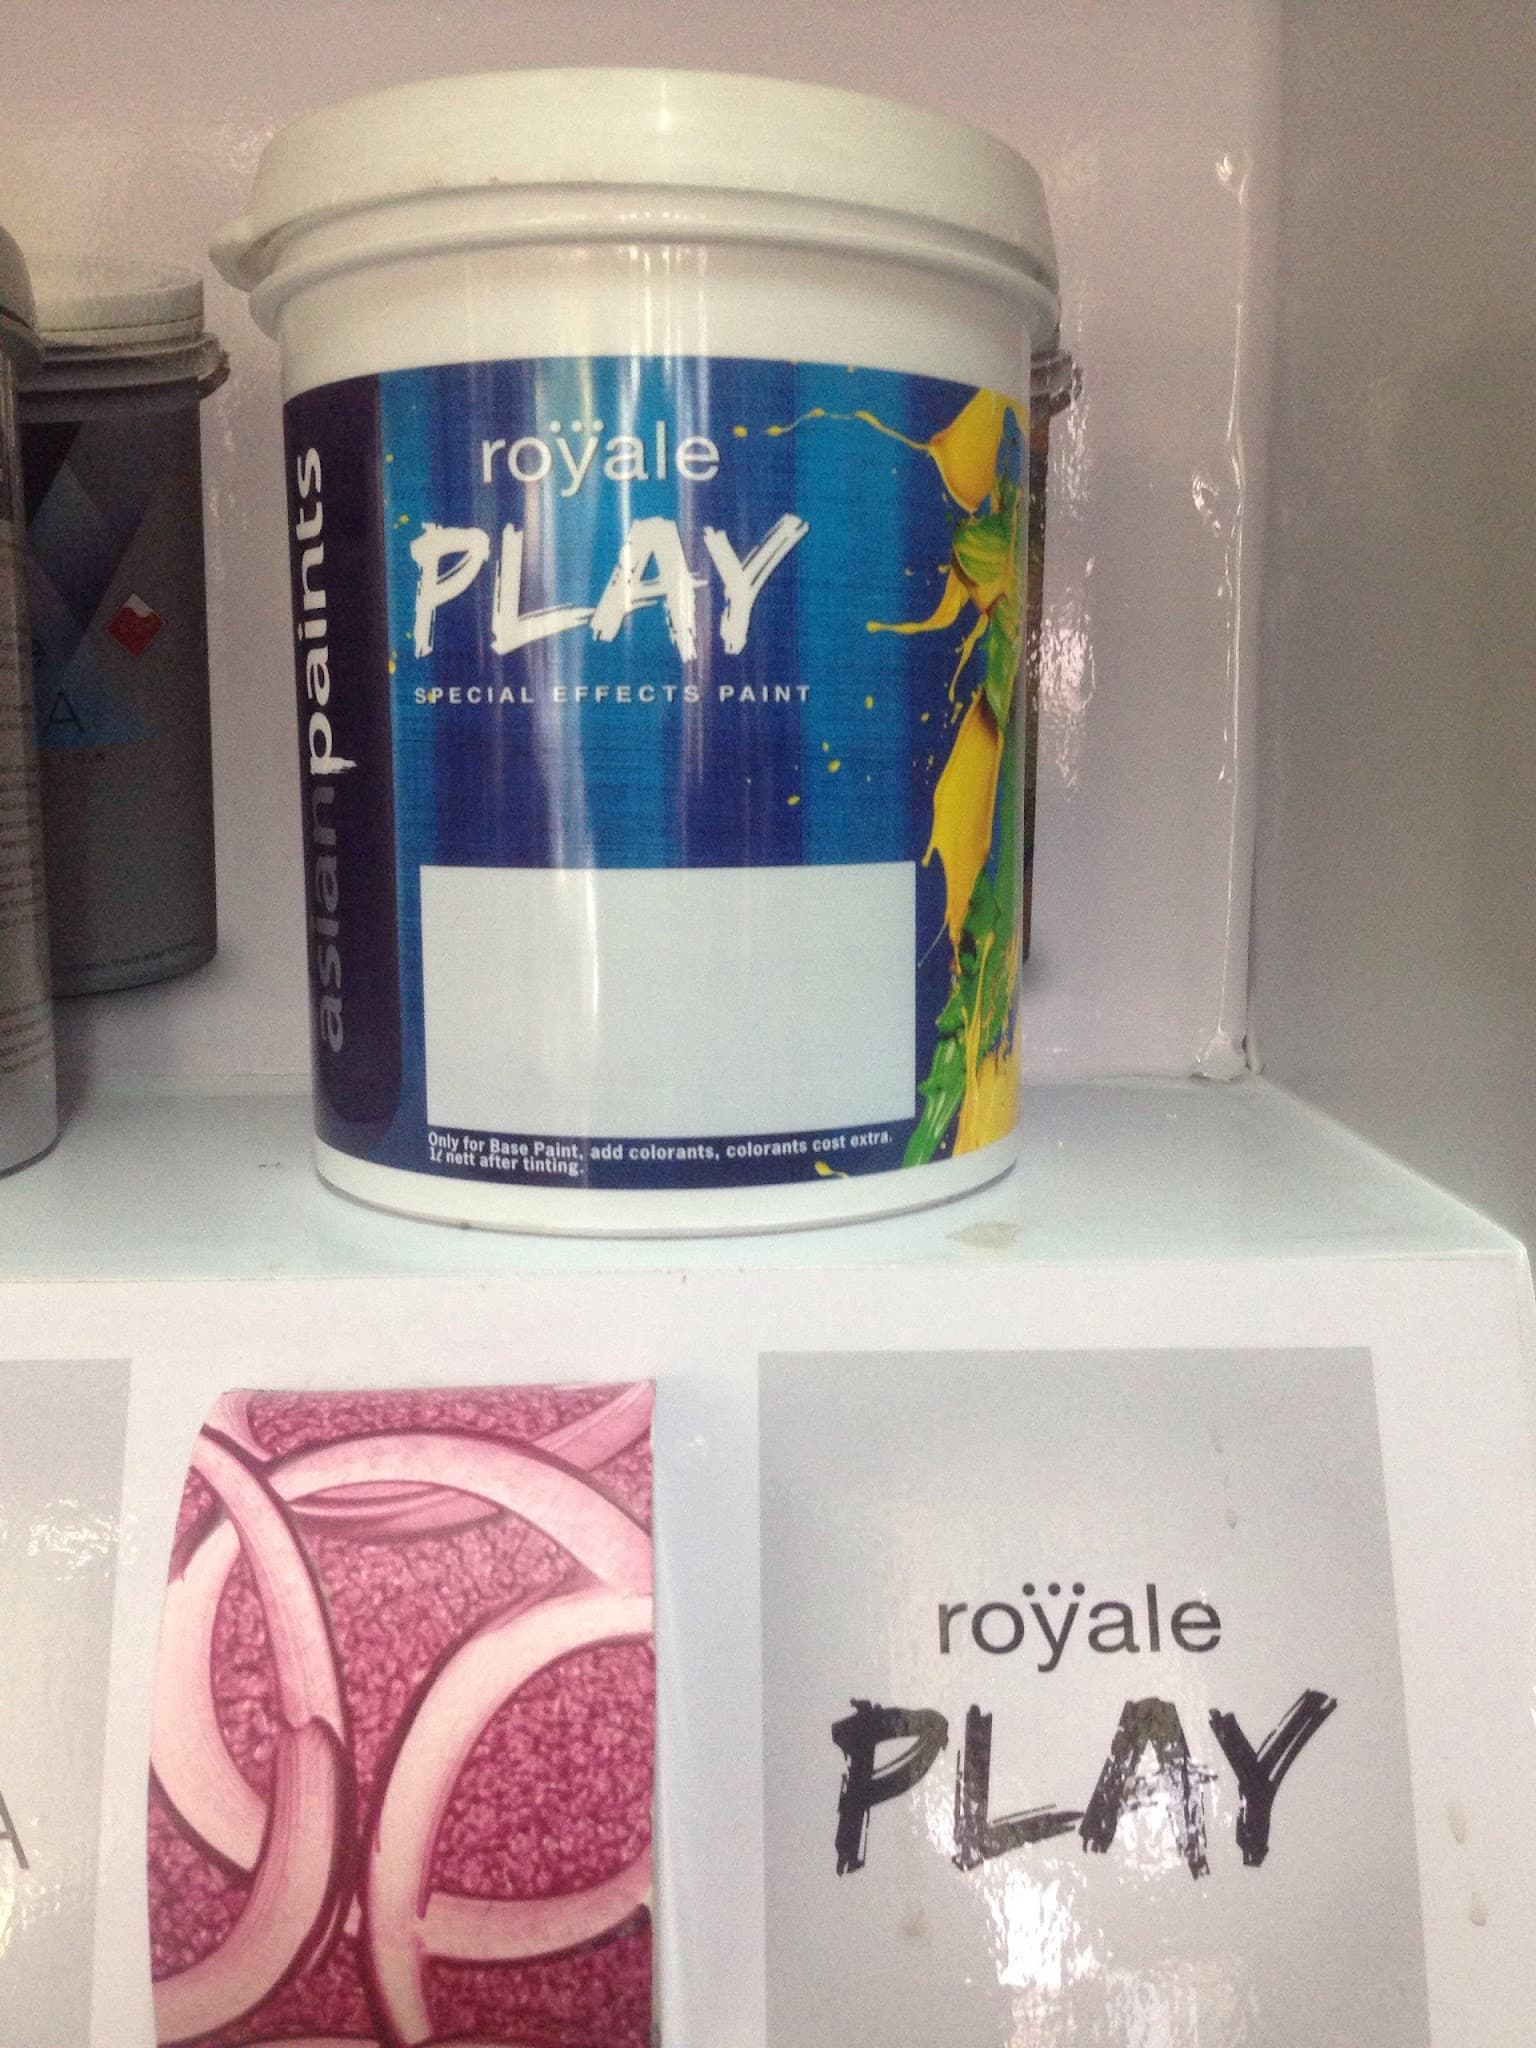 asianpaints
royale
PLAY
SPECIAL EFFECTS PAINT
Only for Base Paint, add colorants, colorants cost extra.
1ℓ nett after tinting.
A
royale
PLAY